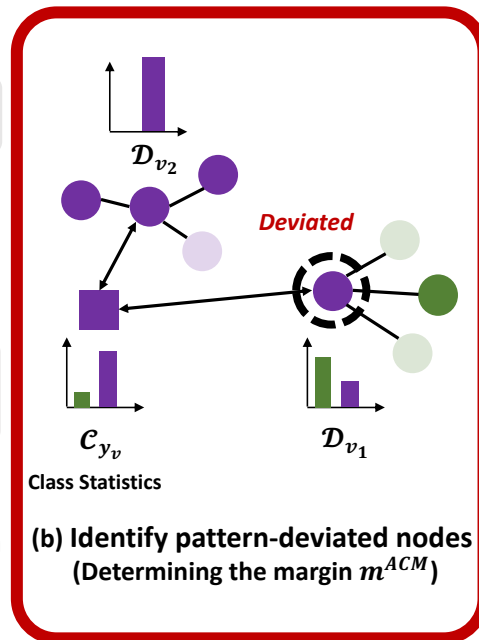 𝓓_{v_2}
Deviated
𝓒_{y_v}
𝓓_{v_1}
Class Statistics
(b) Identify pattern-deviated nodes
(Determining the margin m^{ACM})